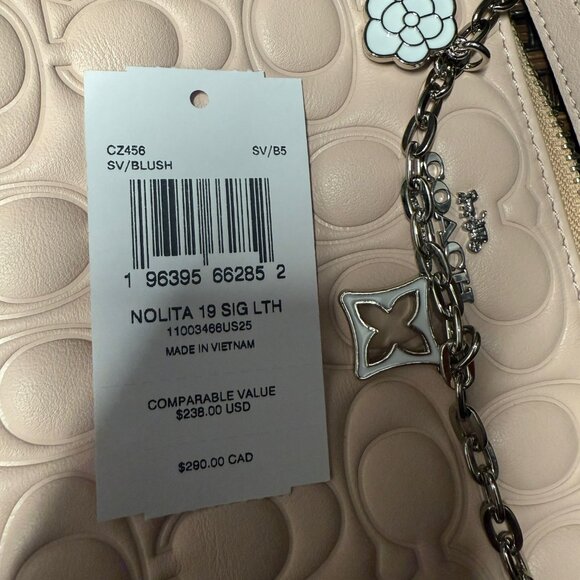 CZ456 SV/B5
SV/BLUSH
1 96395 66285 2
NOLITA 19 SIG LTH
11003466US25
MADE IN VIETNAM
COMPARABLE VALUE
$238.00 USD
$290.00 CAD
COACH